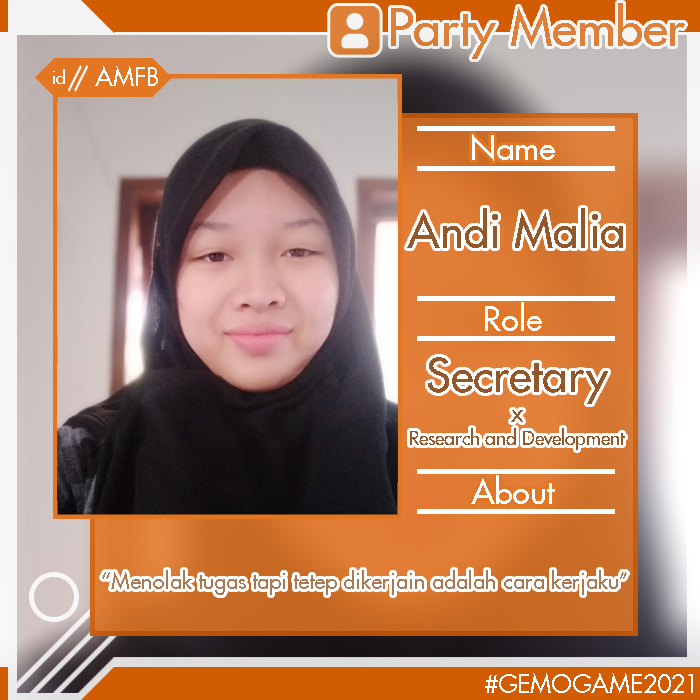 Party Member
id // AMFB
Name
Andi Malia
Role
Secretary
x
Research and Development
About
“Menolak tugas tapi tetep dikerjain adalah cara kerjaku”
#GEMOGAME2021